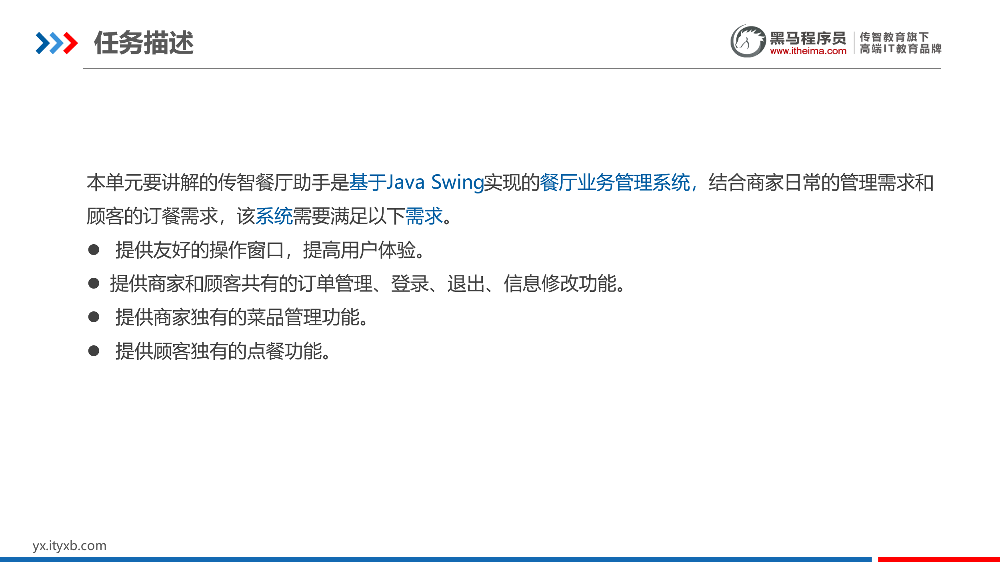 任务描述
黑马程序员
www.itheima.com
传智教育旗下
高端IT教育品牌
本单元要讲解的传智餐厅助手是基于Java Swing实现的餐厅业务管理系统，结合商家日常的管理需求和
顾客的订餐需求，该系统需要满足以下需求。
● 提供友好的操作窗口，提高用户体验。
● 提供商家和顾客共有的订单管理、登录、退出、信息修改功能。
● 提供商家独有的菜品管理功能。
● 提供顾客独有的点餐功能。
yx.ityxb.com